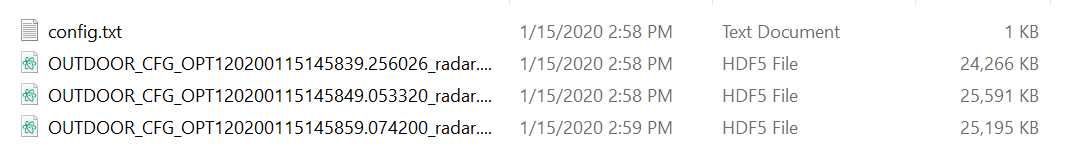 config.txt 1/15/2020 2:58 PM Text Document 1 KB
OUTDOOR_CFG_OPT120200115145839.256026_radar.... 1/15/2020 2:58 PM HDF5 File 24,266 KB
OUTDOOR_CFG_OPT120200115145849.053320_radar.... 1/15/2020 2:58 PM HDF5 File 25,591 KB
OUTDOOR_CFG_OPT120200115145859.074200_radar.... 1/15/2020 2:59 PM HDF5 File 25,195 KB